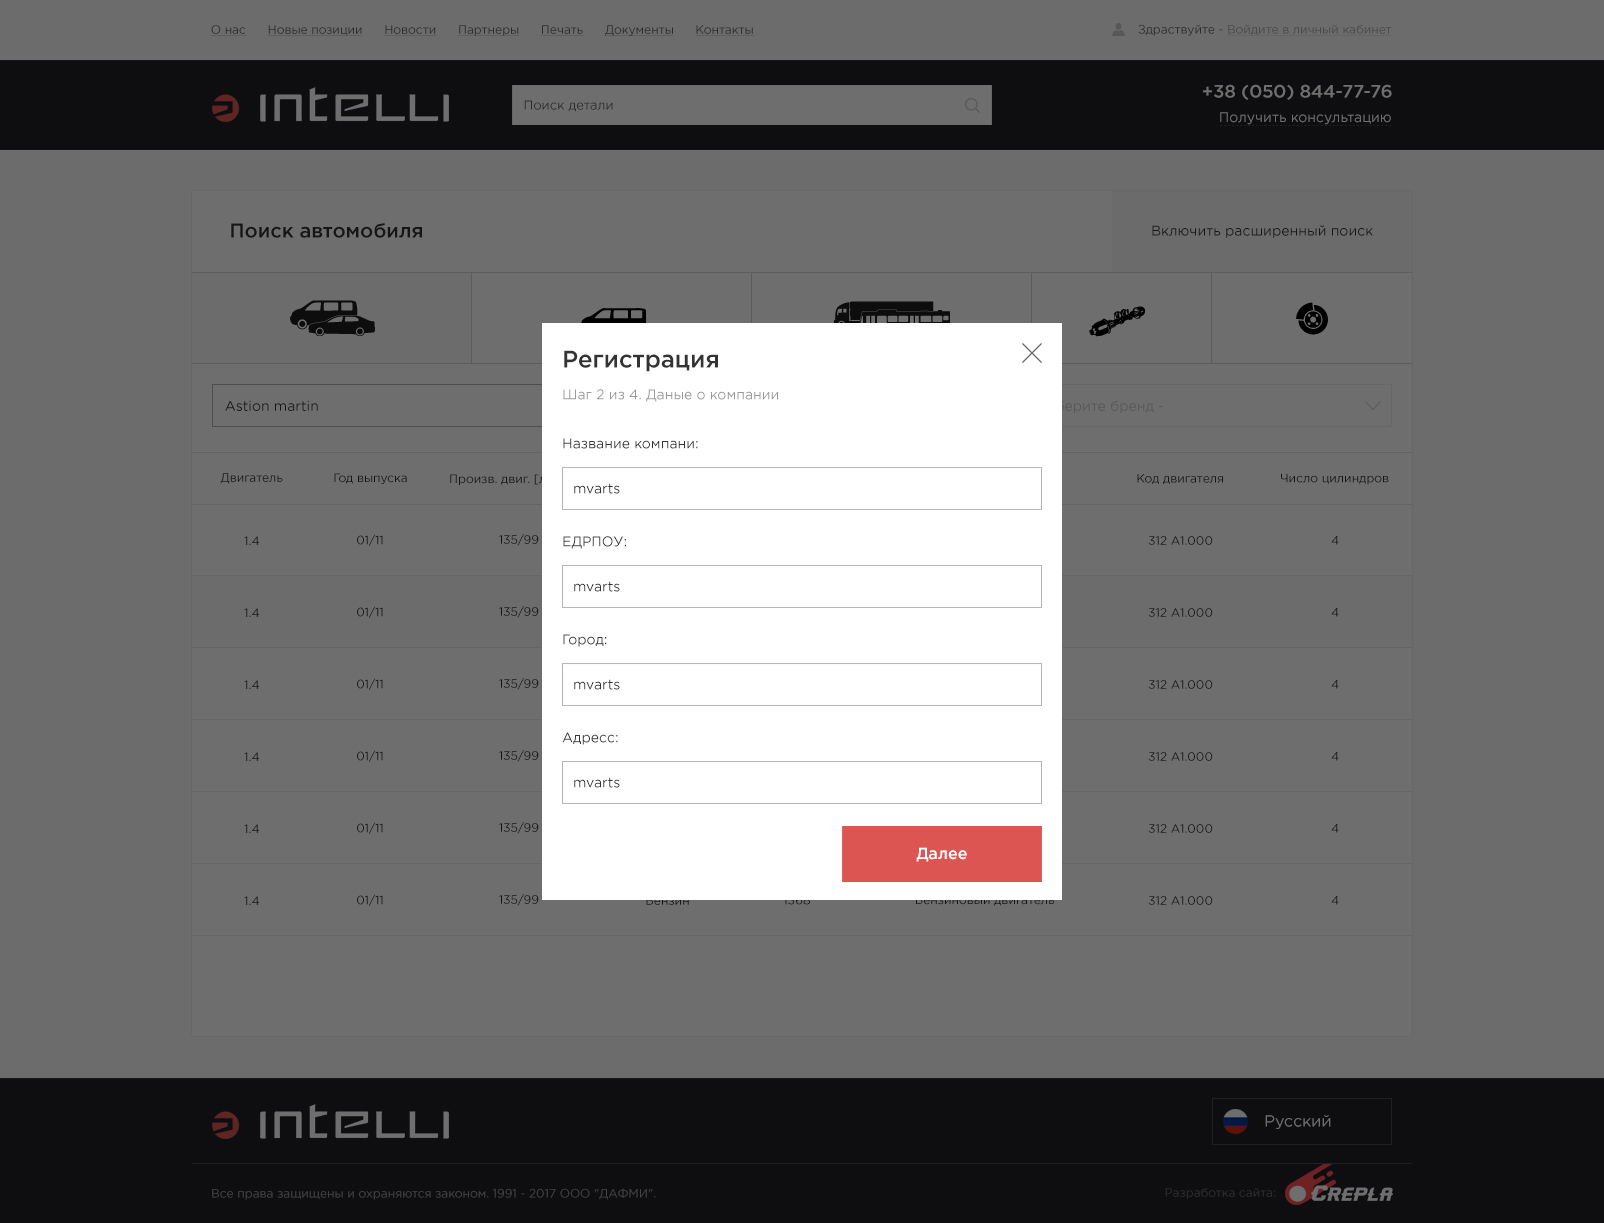 О нас Новые позиции Новости Партнеры Печать Документы Контакты Здраствуйте - Войдите в личный кабинет
INTELLI Поиск детали +38 (050) 844-77-76
Получить консультацию
Поиск автомобиля Включить расширенный поиск
Регистрация
Шаг 2 из 4. Даные о компании
Название компани:
mvarts
ЕДРПОУ:
mvarts
Город:
mvarts
Адресс:
mvarts
Далее
Astion martin бренд -
Двигатель Год выпуска Произв. двиг. Код двигателя Число цилиндров
1.4 01/11 135/99 312 A1.000 4
1.4 01/11 135/99 312 A1.000 4
1.4 01/11 135/99 312 A1.000 4
1.4 01/11 135/99 312 A1.000 4
1.4 01/11 135/99 312 A1.000 4
1.4 01/11 135/99 Бензин 1368 Бензиновый двигатель 312 A1.000 4
INTELLI Русский
Все права защищены и охраняются законом. 1991 - 2017 ООО "ДАФМИ". Разработка сайта: CREPLA